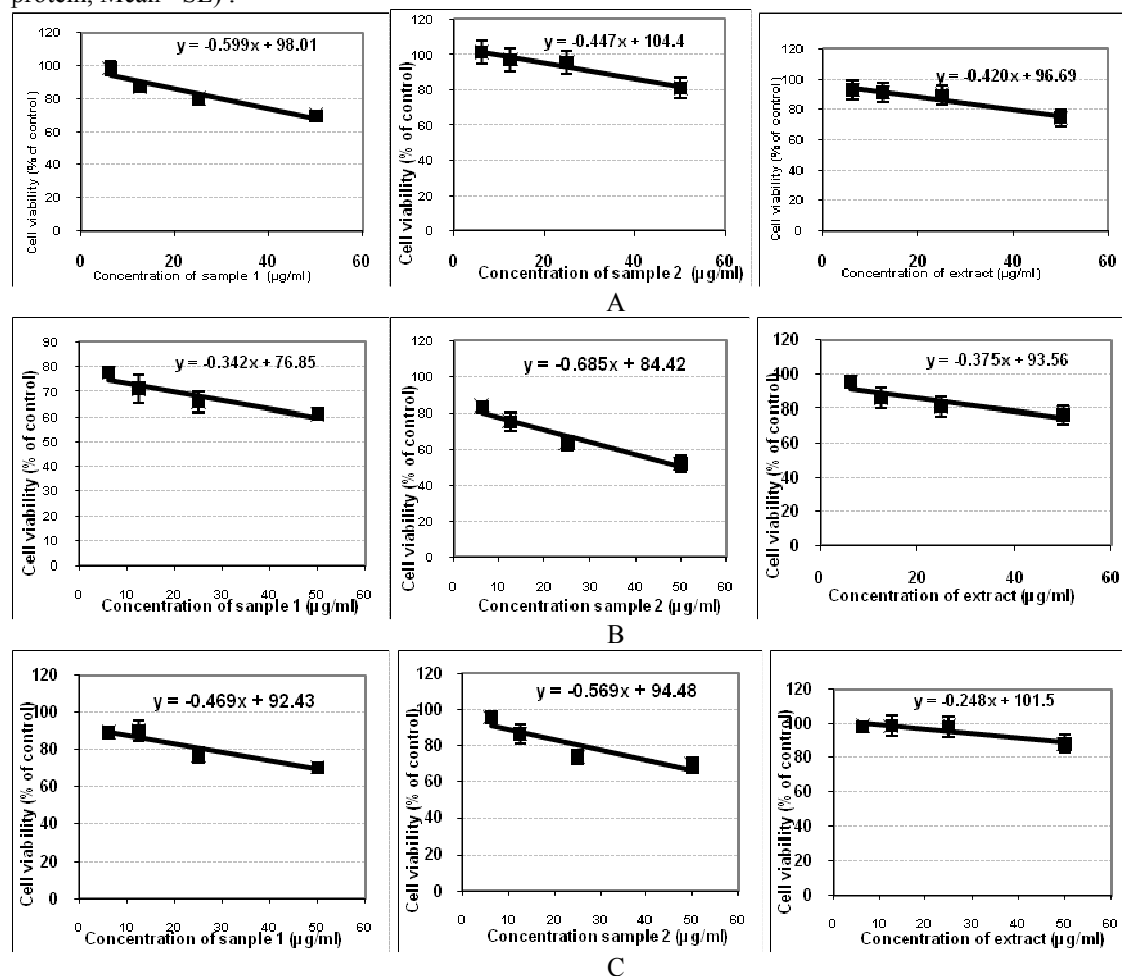 protein, Mean SE) .
y = -0.599x + 98.01
Cell viability (% of control)
120
100
80
60
40
20
0
0 20 40 60
Concentration of sample 1 (µg/ml)
y = -0.447x + 104.4
Cell viability (% of control)
120
100
80
60
40
20
0
0 20 40 60
Concentration of sample 2 (µg/ml)
y = -0.420x + 96.69
Cell viability (% of control)
120
100
80
60
40
20
0
0 20 40 60
Concentration of extract (µg/ml)
A
y = -0.342x + 76.85
Cell viability (% of control)
90
80
70
60
50
40
30
20
10
0
0 10 20 30 40 50 60
Concentration of sanple 1 (µg/ml)
y = -0.685x + 84.42
Cell viability (% of control)
120
100
80
60
40
20
0
0 10 20 30 40 50 60
Concentration sample 2 (µg/ml)
y = -0.375x + 93.56
Cell viability (% of control)
120
100
80
60
40
20
0
0 20 40 60
Concentration of extract (µg/ml)
B
y = -0.469x + 92.43
Cell viability (% of control)
120
100
80
60
40
20
0
0 20 40 60
Concentration of sample 1 (µg/ml)
y = -0.569x + 94.48
Cell viability (% of control)
120
100
80
60
40
20
0
0 10 20 30 40 50 60
Concentration sample 2 (µg/ml)
y = -0.248x + 101.5
Cell viability (% of control)
120
100
80
60
40
20
0
0 10 20 30 40 50 60
Concentration of extract (µg/ml)
C